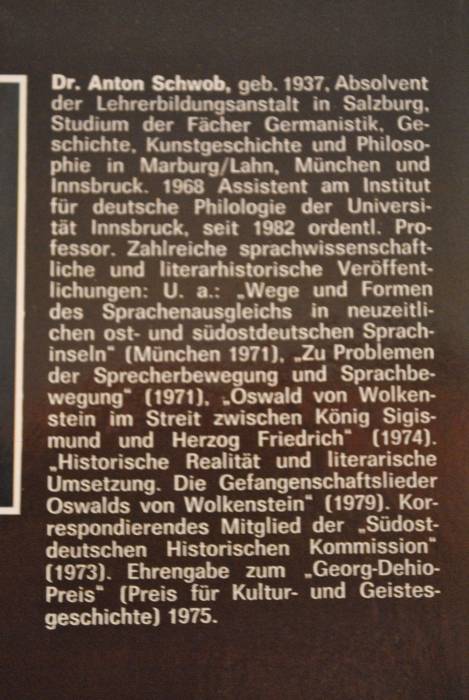 Dr. Anton Schwob, geb. 1937, Absolvent
der Lehrerbildungsanstalt in Salzburg,
Studium der Fächer Germanistik, Ge-
schichte, Kunstgeschichte und Philoso-
phie in Marburg/Lahn, München und
Innsbruck. 1968 Assistent am Institut
für deutsche Philologie der Universi-
tät Innsbruck, seit 1982 ordentl. Pro-
fessor. Zahlreiche sprachwissenschaft-
liche und literarhistorische Veröffent-
lichungen: U. a.: „Wege und Formen
des Sprachenausgleichs in neuzeitli-
chen ost- und südostdeutschen Sprach-
inseln“ (München 1971), „Zu Problemen
der Sprecherbewegung und Sprachbe-
wegung“ (1971), „Oswald von Wolken-
stein im Streit zwischen König Sigis-
mund und Herzog Friedrich“ (1974).
„Historische Realität und literarische
Umsetzung. Die Gefangenschaftslieder
Oswalds von Wolkenstein“ (1979). Kor-
respondierendes Mitglied der „Südost-
deutschen Historischen Kommission“
(1973). Ehrengabe zum „Georg-Dehio-
Preis“ (Preis für Kultur- und Geistes-
geschichte) 1975.